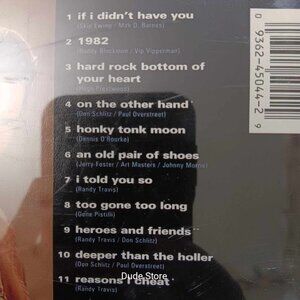 1 if i didn't have you
(Skip Ewing / Max D. Barnes)
2 1982
(Buddy Blackmon / Vip Vipperman)
3 hard rock bottom of
your heart
(Hugh Prestwood)
4 on the other hand
(Don Schlitz / Paul Overstreet)
5 honky tonk moon
(Dennis O'Rourke)
6 an old pair of shoes
(Jerry Foster / Art Masters / Johnny Morris)
7 i told you so
(Randy Travis)
8 too gone too long
(Gene Pistilli)
9 heroes and friends
(Randy Travis / Don Schlitz)
10 deeper than the holler
(Don Schlitz / Paul Overstreet)
11 reasons i cheat
(Randy Travis)
0 9362-45044-2 9
Dude Store